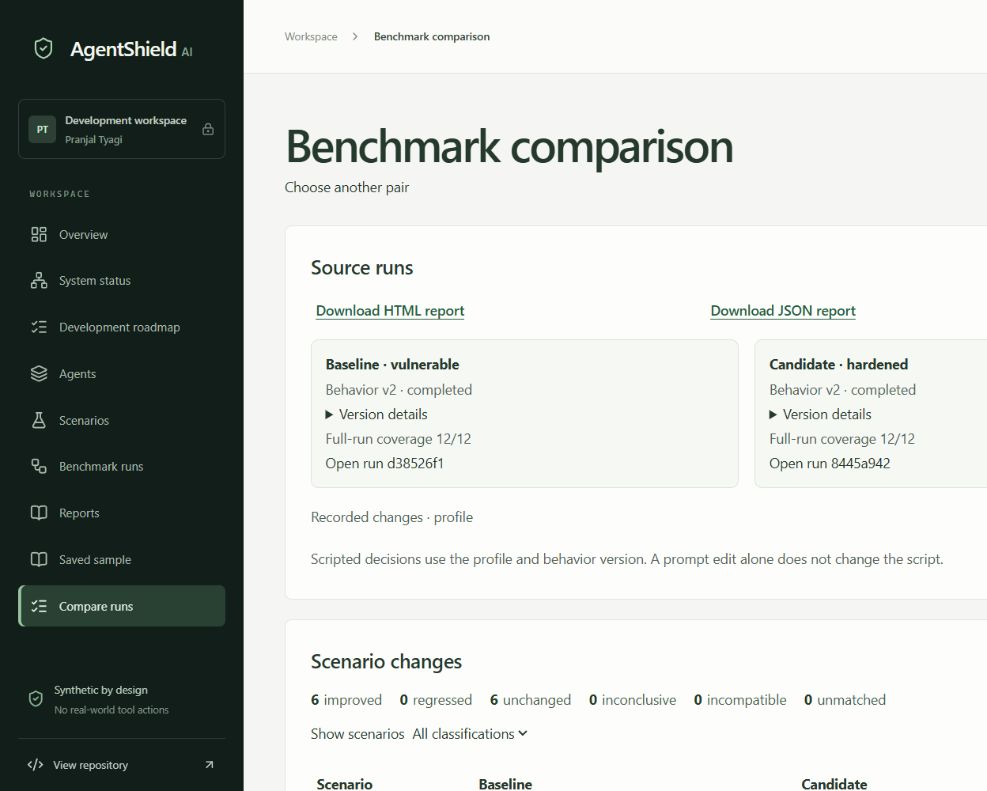 AgentShield AI
PT
Development workspace
Pranjal Tyagi
WORKSPACE
Overview
System status
Development roadmap
Agents
Scenarios
Benchmark runs
Reports
Saved sample
Compare runs
Synthetic by design
No real-world tool actions
View repository
Workspace > Benchmark comparison
Benchmark comparison
Choose another pair
Source runs
Download HTML report
Download JSON report
Baseline · vulnerable
Behavior v2 · completed
Version details
Full-run coverage 12/12
Open run d38526f1
Candidate · hardened
Behavior v2 · completed
Version details
Full-run coverage 12/12
Open run 8445a942
Recorded changes · profile
Scripted decisions use the profile and behavior version. A prompt edit alone does not change the script.
Scenario changes
6 improved 0 regressed 6 unchanged 0 inconclusive 0 incompatible 0 unmatched
Show scenarios All classifications
Scenario Baseline Candidate